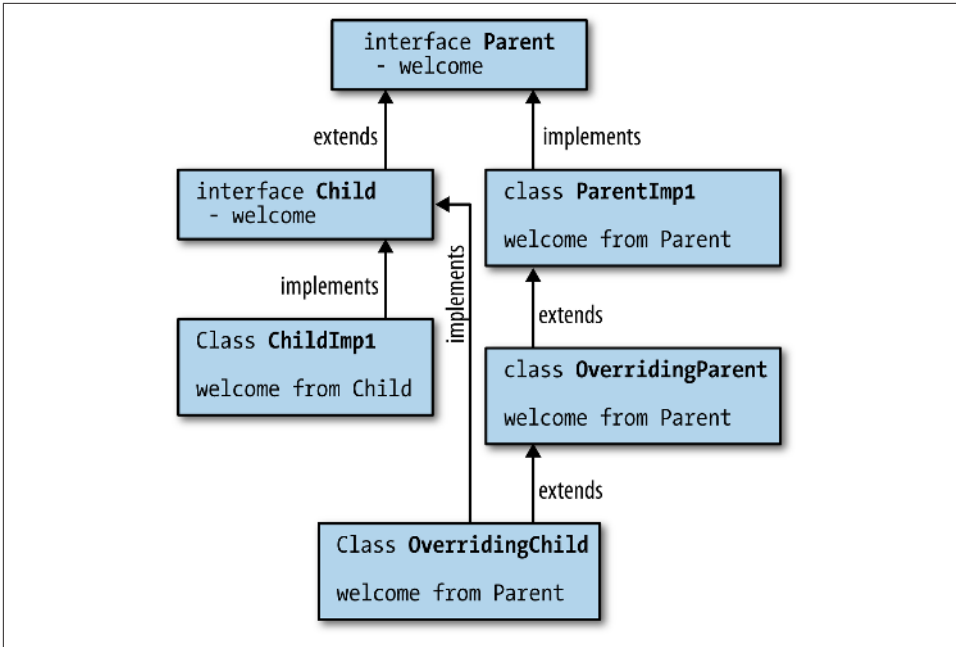 interface Parent
- welcome
extends
implements
interface Child
- welcome
class ParentImp1
welcome from Parent
implements
implements
extends
Class ChildImp1
welcome from Child
class OverridingParent
welcome from Parent
extends
Class OverridingChild
welcome from Parent